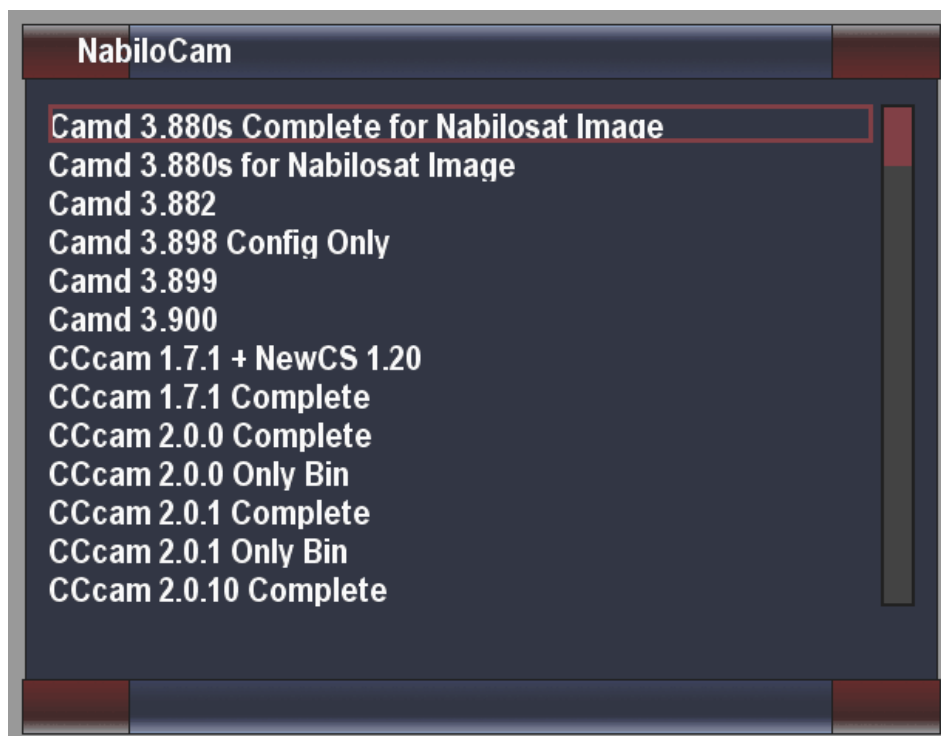 NabiloCam
Camd 3.880s Complete for Nabilosat Image
Camd 3.880s for Nabilosat Image
Camd 3.882
Camd 3.898 Config Only
Camd 3.899
Camd 3.900
CCcam 1.7.1 + NewCS 1.20
CCcam 1.7.1 Complete
CCcam 2.0.0 Complete
CCcam 2.0.0 Only Bin
CCcam 2.0.1 Complete
CCcam 2.0.1 Only Bin
CCcam 2.0.10 Complete